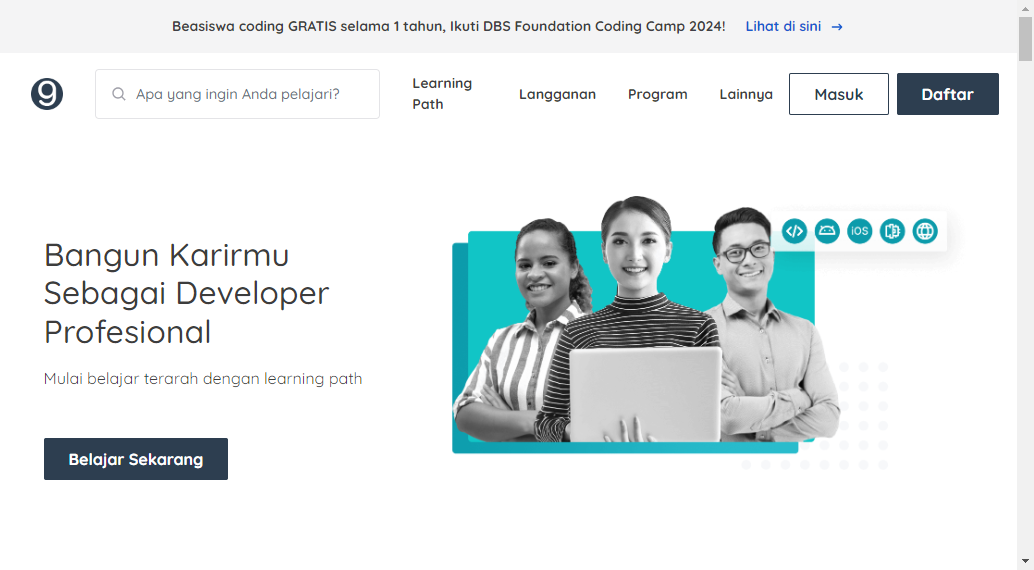 Beasiswa coding GRATIS selama 1 tahun, Ikuti DBS Foundation Coding Camp 2024! Lihat di sini →
9 Apa yang ingin Anda pelajari?
Learning
Path
Langganan Program Lainnya Masuk Daftar
iOS
Bangun Karirmu
Sebagai Developer
Profesional
Mulai belajar terarah dengan learning path
Belajar Sekarang